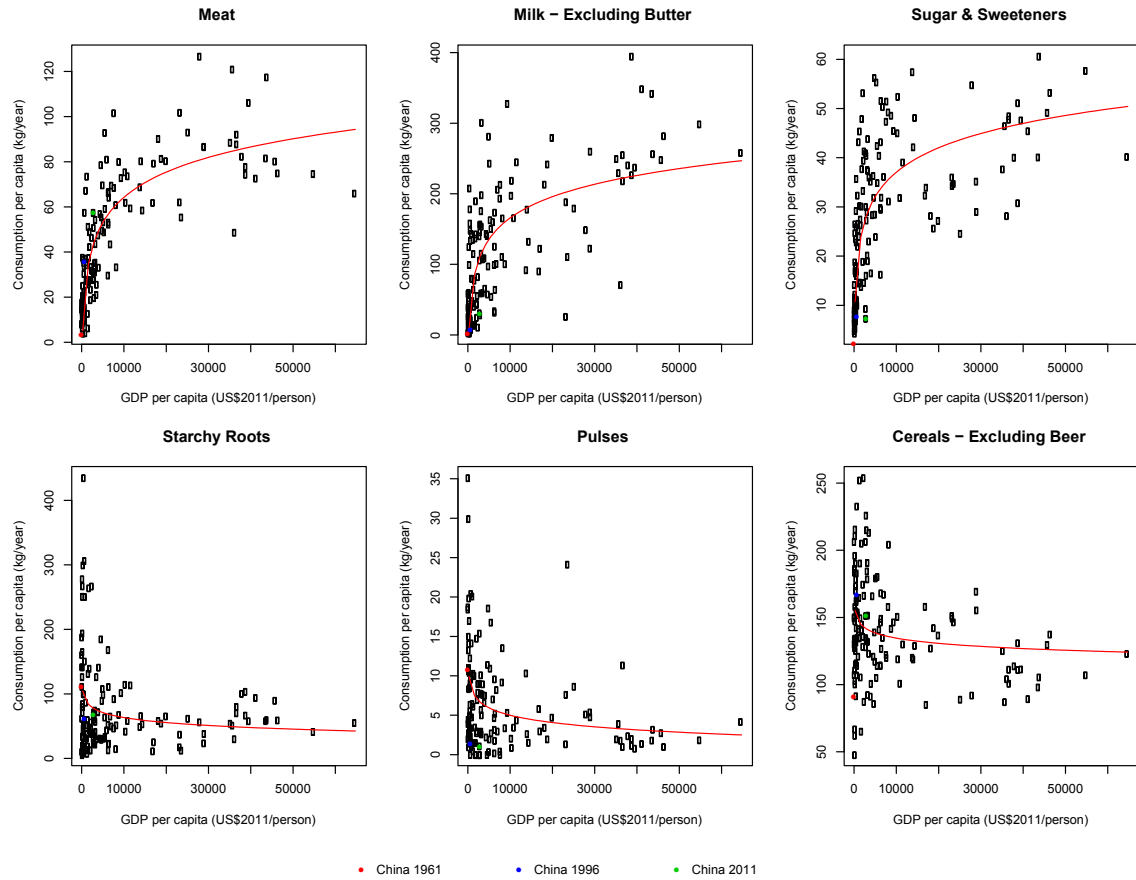 Meat
Milk − Excluding Butter
Sugar & Sweeteners
Consumption per capita (kg/year)
0 20 40 60 80 100 120
0 10000 30000 50000
GDP per capita (US$2011/person)
Consumption per capita (kg/year)
0 100 200 300 400
0 10000 30000 50000
GDP per capita (US$2011/person)
Consumption per capita (kg/year)
10 20 30 40 50 60
0 10000 30000 50000
GDP per capita (US$2011/person)
Starchy Roots
Pulses
Cereals − Excluding Beer
Consumption per capita (kg/year)
0 100 200 300 400
0 10000 30000 50000
GDP per capita (US$2011/person)
Consumption per capita (kg/year)
0 5 10 15 20 25 30 35
0 10000 30000 50000
GDP per capita (US$2011/person)
Consumption per capita (kg/year)
50 100 150 200 250
0 10000 30000 50000
GDP per capita (US$2011/person)
China 1961
China 1996
China 2011